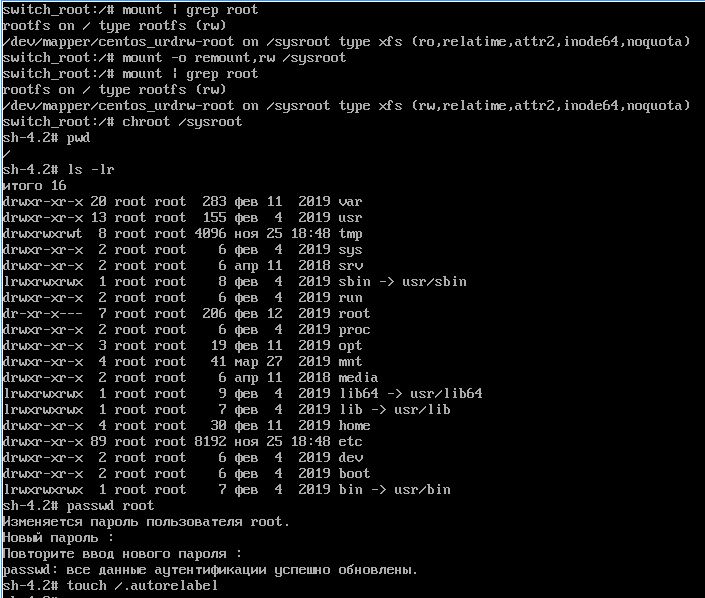 switch_root:/# mount | grep root
rootfs on / type rootfs (rw)
/dev/mapper/centos_urdrw-root on /sysroot type xfs (ro,relatime,attr2,inode64,noquota)
switch_root:/# mount -o remount,rw /sysroot
switch_root:/# mount | grep root
rootfs on / type rootfs (rw)
/dev/mapper/centos_urdrw-root on /sysroot type xfs (rw,relatime,attr2,inode64,noquota)
switch_root:/# chroot /sysroot
sh-4.2# pwd
/
sh-4.2# ls -lr
итого 16
drwxr-xr-x 20 root root  283 фев 11  2019 var
drwxr-xr-x 13 root root  155 фев  4  2019 usr
drwxrwxrwt  8 root root 4096 ноя 25 18:48 tmp
drwxr-xr-x  2 root root    6 фев  4  2019 sys
drwxr-xr-x  2 root root    6 апр 11  2018 srv
lrwxrwxrwx  1 root root    8 фев  4  2019 sbin -> usr/sbin
drwxr-xr-x  2 root root    6 фев  4  2019 run
dr-xr-x---  7 root root  206 фев 12  2019 root
drwxr-xr-x  2 root root    6 фев  4  2019 proc
drwxr-xr-x  3 root root   19 фев 11  2019 opt
drwxr-xr-x  4 root root   41 мар 27  2019 mnt
drwxr-xr-x  2 root root    6 апр 11  2018 media
lrwxrwxrwx  1 root root    9 фев  4  2019 lib64 -> usr/lib64
lrwxrwxrwx  1 root root    7 фев  4  2019 lib -> usr/lib
drwxr-xr-x  4 root root   30 фев 11  2019 home
drwxr-xr-x 89 root root 8192 ноя 25 18:48 etc
drwxr-xr-x  2 root root    6 фев  4  2019 dev
drwxr-xr-x  2 root root    6 фев  4  2019 boot
lrwxrwxrwx  1 root root    7 фев  4  2019 bin -> usr/bin
sh-4.2# passwd root
Изменяется пароль пользователя root.
Новый пароль :
Повторите ввод нового пароля :
passwd: все данные аутентификации успешно обновлены.
sh-4.2# touch /.autorelabel
sh-4.2#